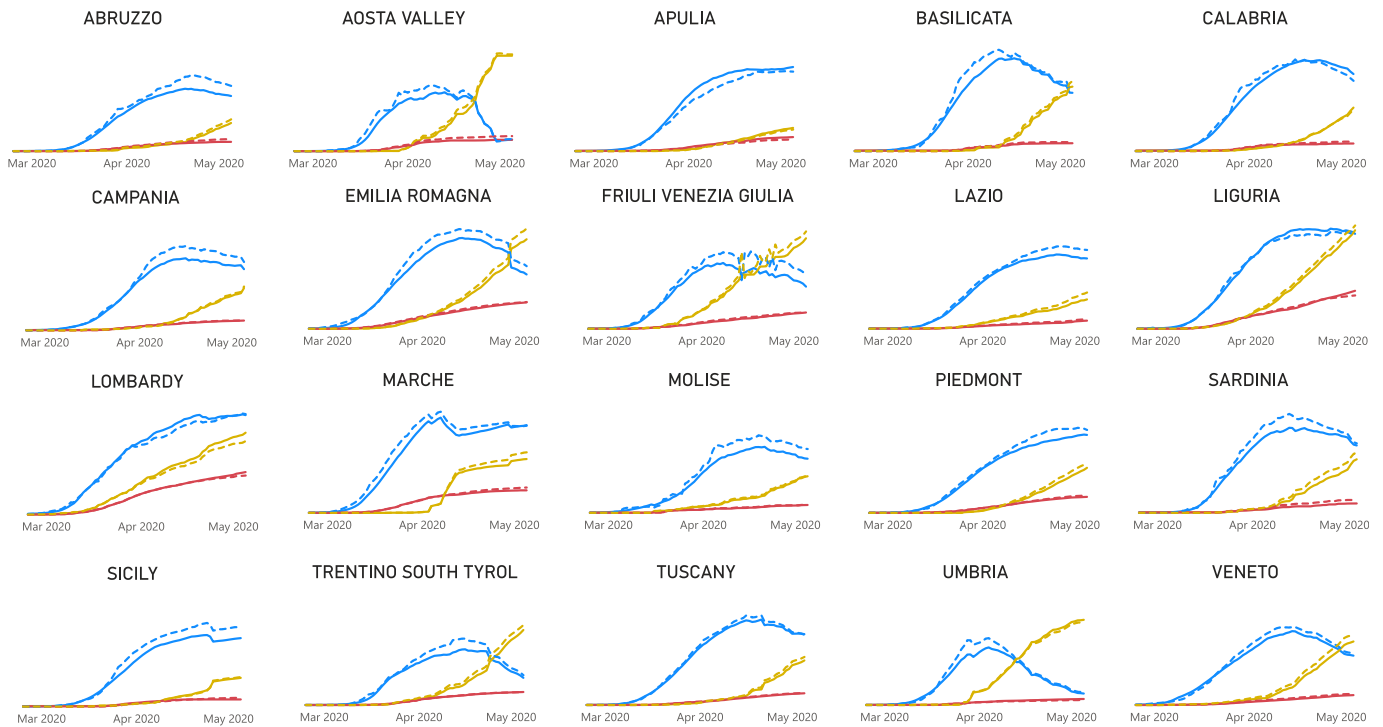 ABRUZZO AOSTA VALLEY APULIA BASILICATA CALABRIA
Mar 2020 Apr 2020 May 2020 Mar 2020 Apr 2020 May 2020 Mar 2020 Apr 2020 May 2020 Mar 2020 Apr 2020 May 2020 Mar 2020 Apr 2020 May 2020
CAMPANIA EMILIA ROMAGNA FRIULI VENEZIA GIULIA LAZIO LIGURIA
Mar 2020 Apr 2020 May 2020 Mar 2020 Apr 2020 May 2020 Mar 2020 Apr 2020 May 2020 Mar 2020 Apr 2020 May 2020 Mar 2020 Apr 2020 May 2020
LOMBARDY MARCHE MOLISE PIEDMONT SARDINIA
Mar 2020 Apr 2020 May 2020 Mar 2020 Apr 2020 May 2020 Mar 2020 Apr 2020 May 2020 Mar 2020 Apr 2020 May 2020 Mar 2020 Apr 2020 May 2020
SICILY TRENTINO SOUTH TYROL TUSCANY UMBRIA VENETO
Mar 2020 Apr 2020 May 2020 Mar 2020 Apr 2020 May 2020 Mar 2020 Apr 2020 May 2020 Mar 2020 Apr 2020 May 2020 Mar 2020 Apr 2020 May 2020